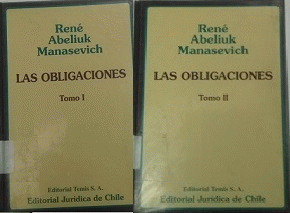 René
Abeliuk
Manasevich
LAS OBLIGACIONES
Tomo I
Editorial Temis S. A.
Editorial Jurídica de Chile
René
Abeliuk
Manasevich
LAS OBLIGACIONES
Tomo II
Editorial Temis S. A.
Editorial Jurídica de Chile